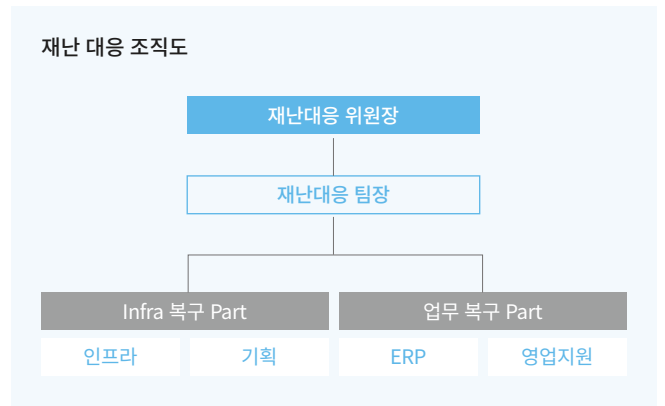 재난 대응 조직도
재난대응 위원장
재난대응 팀장
Infra 복구 Part
업무 복구 Part
인프라
기획
ERP
영업지원